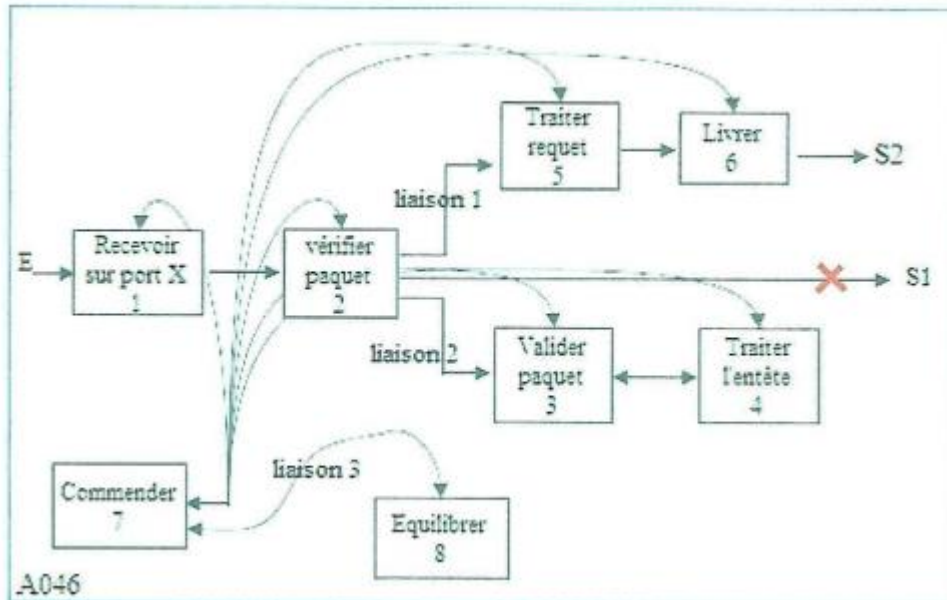 Traiter
requet
5
Livrer
6
S2
liaison 1
E
Recevoir
sur port X
1
vérifier
paquet
2
S1
liaison 2
Valider
paquet
3
Traiter
l'entête
4
liaison 3
Commender
7
Equilibrer
8
A046